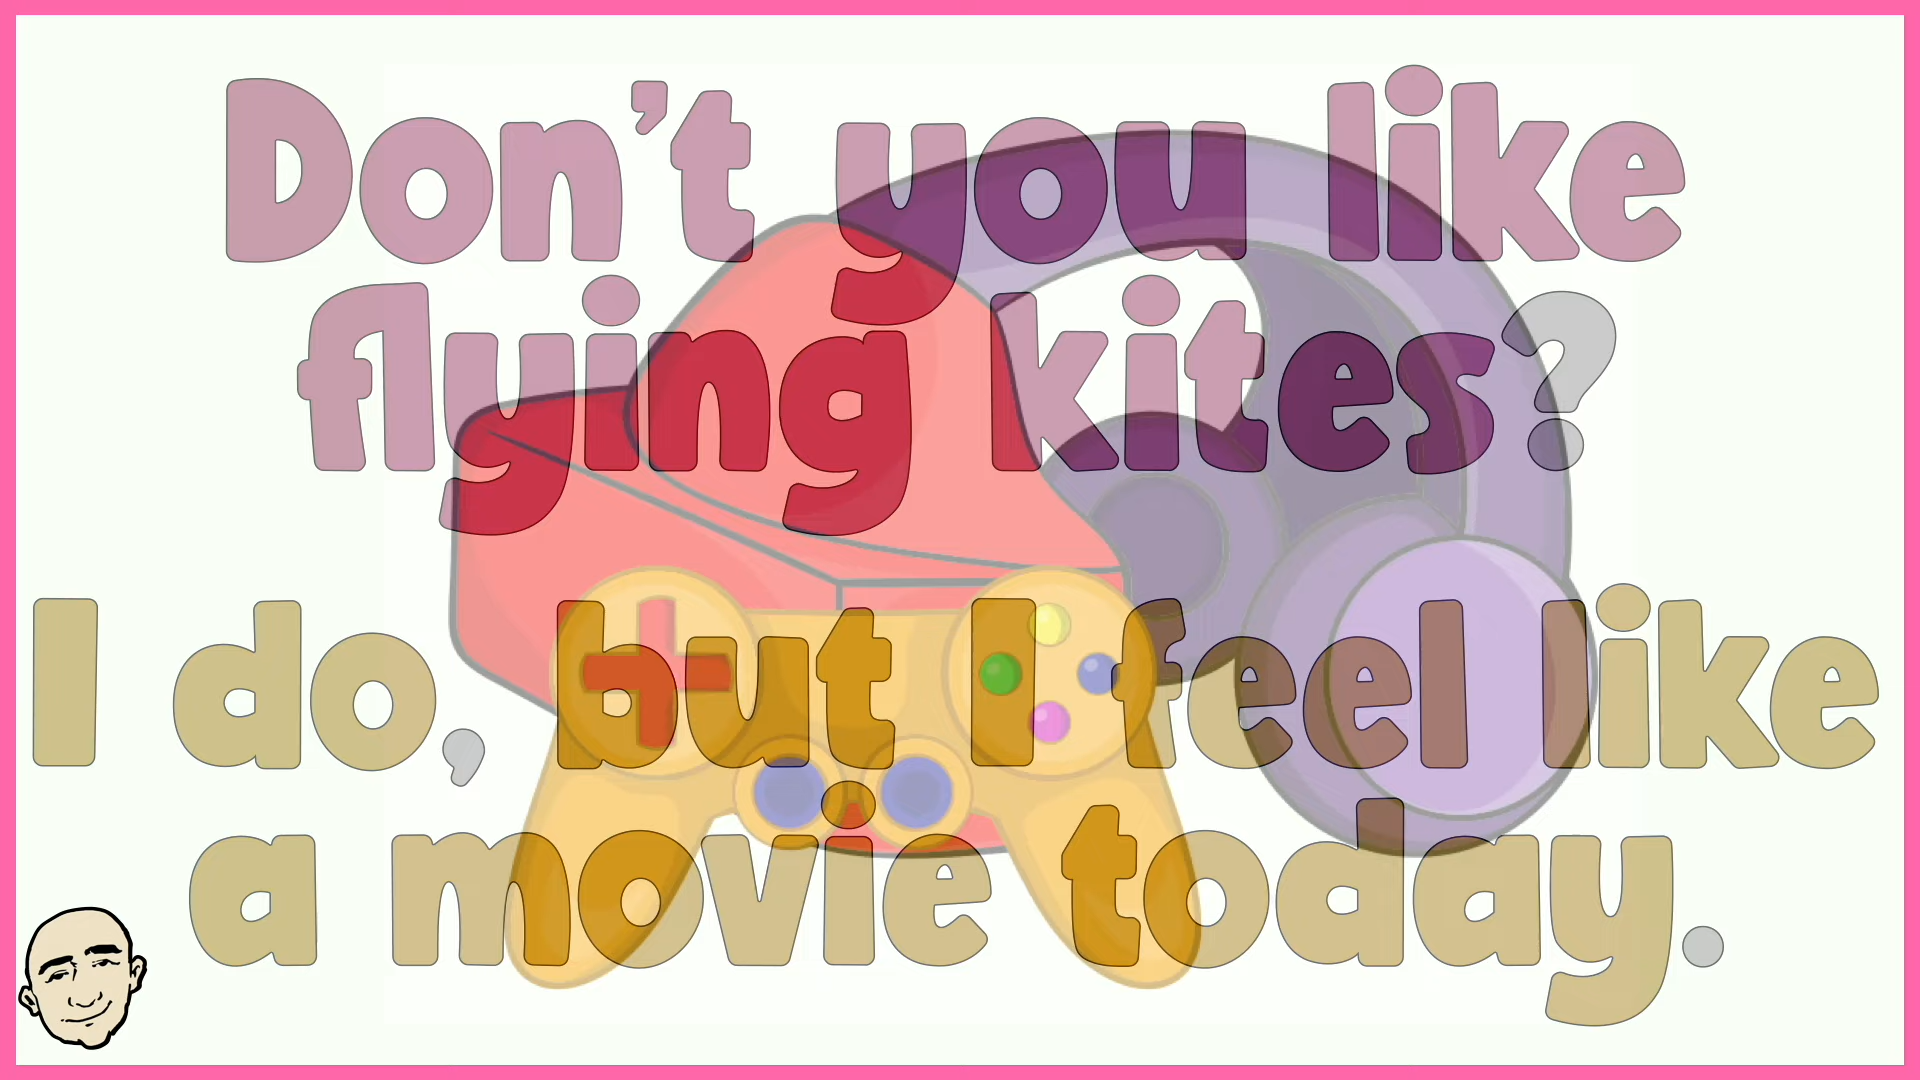 Don't you like
flying kites?
I do, but I feel like
a movie today.